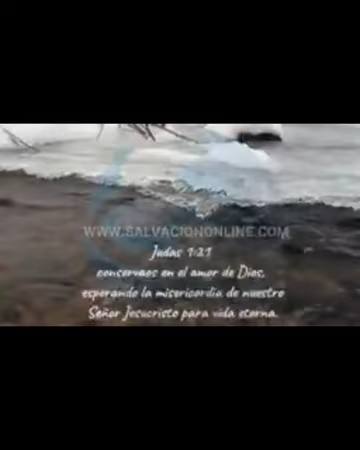 WWW.SALVACIONONLINE.COM
Judas 1:21
conservaos en el amor de Dios,
esperando la misericordia de nuestro
Señor Jesucristo para vida eterna.